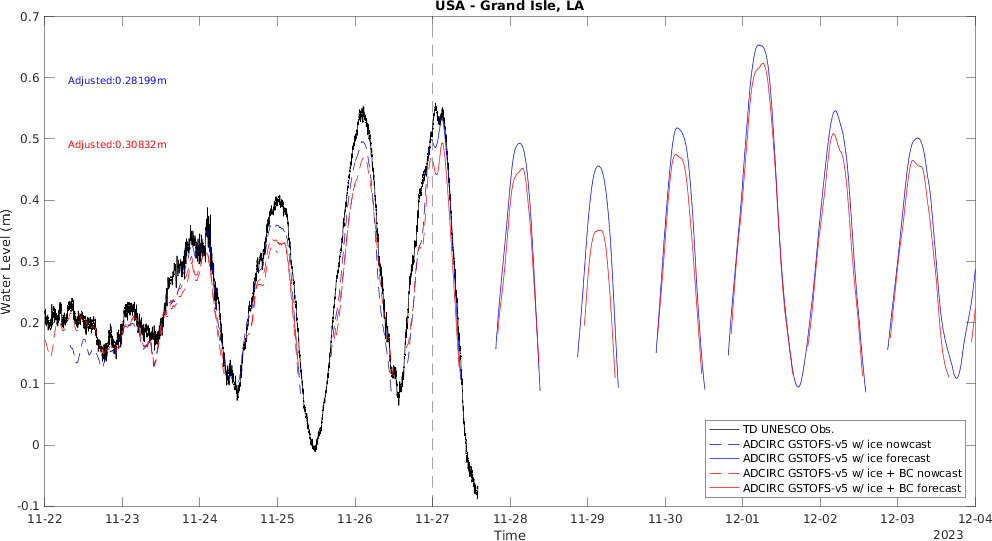 USA - Grand Isle, LA
0.7
0.6
0.5
0.4
0.3
0.2
0.1
0
-0.1
Water Level (m)
Adjusted:0.28199m
Adjusted:0.30832m
TD UNESCO Obs.
ADCIRC GSTOFS-v5 w/ ice nowcast
ADCIRC GSTOFS-v5 w/ ice forecast
ADCIRC GSTOFS-v5 w/ ice + BC nowcast
ADCIRC GSTOFS-v5 w/ ice + BC forecast
11-22 11-23 11-24 11-25 11-26 11-27 11-28 11-29 11-30 12-01 12-02 12-03 12-04
Time
2023